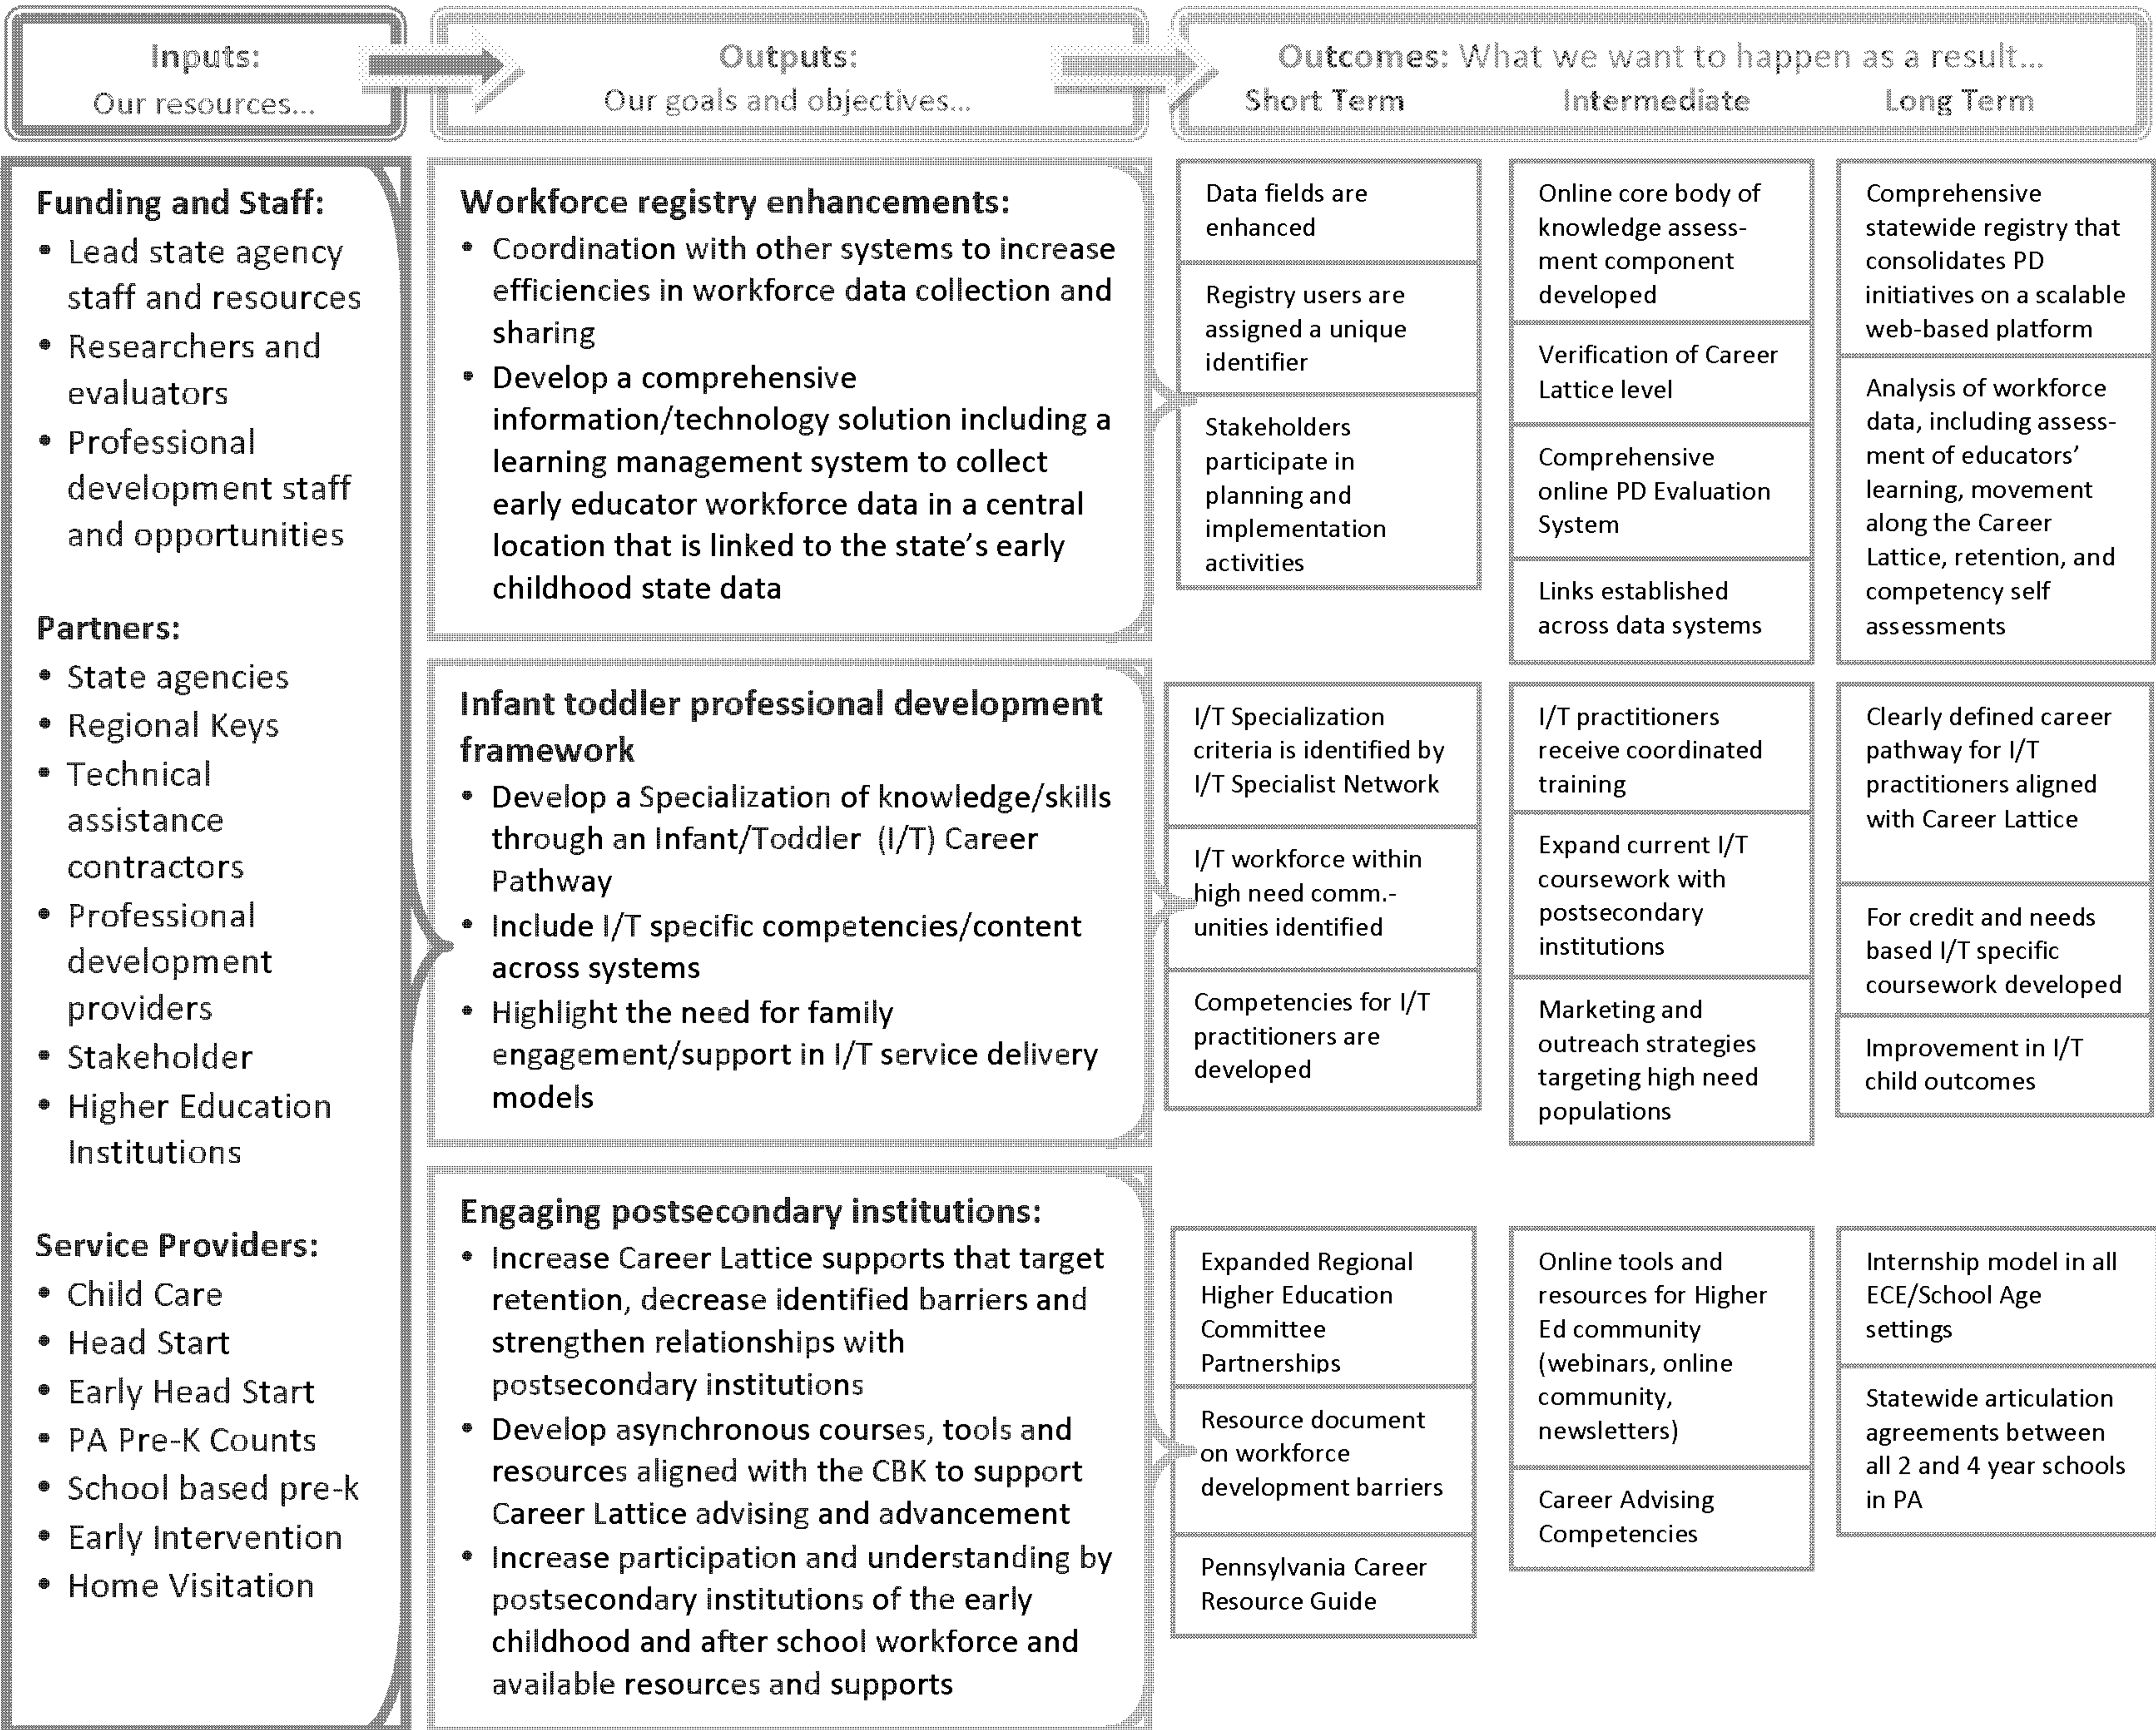 Inputs:
Our resources...
Outputs:
Our goals and objectives...
Outcomes: What we want to happen as a result...
Short Term
Intermediate
Long Term
Funding and Staff:
• Lead state agency
staff and resources
• Researchers and
evaluators
• Professional
development staff
and opportunities
Partners:
• State agencies
• Regional Keys
• Technical
assistance
contractors
• Professional
development
providers
• Stakeholder
• Higher Education
Institutions
Service Providers:
• Child Care
• Head Start
• Early Head Start
• PA Pre-K Counts
• School based pre-k
• Early Intervention
• Home Visitation
Workforce registry enhancements:
• Coordination with other systems to increase
efficiencies in workforce data collection and
sharing
• Develop a comprehensive
information/technology solution including a
learning management system to collect
early educator workforce data in a central
location that is linked to the state’s early
childhood state data
Data fields are
enhanced
Registry users are
assigned a unique
identifier
Stakeholders
participate in
planning and
implementation
activities
Online core body of
knowledge assess-
ment component
developed
Verification of Career
Lattice level
Comprehensive
online PD Evaluation
System
Links established
across data systems
Comprehensive
statewide registry that
consolidates PD
initiatives on a scalable
web-based platform
Analysis of workforce
data, including assess-
ment of educators’
learning, movement
along the Career
Lattice, retention, and
competency self
assessments
Infant toddler professional development
framework
• Develop a Specialization of knowledge/skills
through an Infant/Toddler (I/T) Career
Pathway
• Include I/T specific competencies/content
across systems
• Highlight the need for family
engagement/support in I/T service delivery
models
I/T Specialization
criteria is identified by
I/T Specialist Network
I/T workforce within
high need comm.-
unities identified
Competencies for I/T
practitioners are
developed
I/T practitioners
receive coordinated
training
Expand current I/T
coursework with
postsecondary
institutions
Marketing and
outreach strategies
targeting high need
populations
Clearly defined career
pathway for I/T
practitioners aligned
with Career Lattice
For credit and needs
based I/T specific
coursework developed
Improvement in I/T
child outcomes
Engaging postsecondary institutions:
• Increase Career Lattice supports that target
retention, decrease identified barriers and
strengthen relationships with
postsecondary institutions
• Develop asynchronous courses, tools and
resources aligned with the CBK to support
Career Lattice advising and advancement
• Increase participation and understanding by
postsecondary institutions of the early
childhood and after school workforce and
available resources and supports
Expanded Regional
Higher Education
Committee
Partnerships
Resource document
on workforce
development barriers
Pennsylvania Career
Resource Guide
Online tools and
resources for Higher
Ed community
(webinars, online
community,
newsletters)
Career Advising
Competencies
Internship model in all
ECE/School Age
settings
Statewide articulation
agreements between
all 2 and 4 year schools
in PA